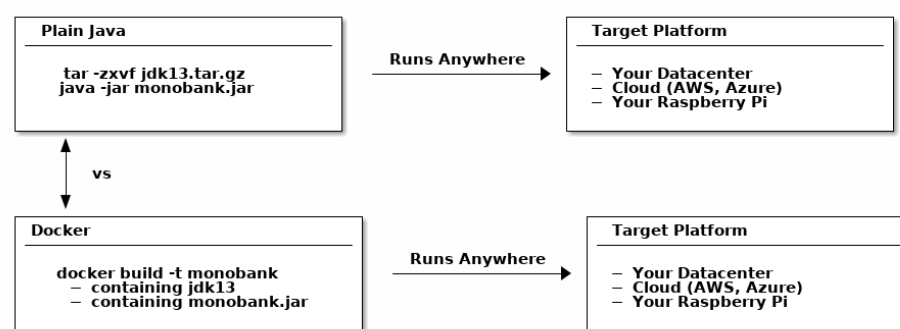 Plain Java
tar -zxvf jdk13.tar.gz
java -jar monobank.jar
Runs Anywhere
Target Platform
– Your Datacenter
– Cloud (AWS, Azure)
– Your Raspberry Pi
vs
Docker
docker build -t monobank
– containing jdk13
– containing monobank.jar
Runs Anywhere
Target Platform
– Your Datacenter
– Cloud (AWS, Azure)
– Your Raspberry Pi